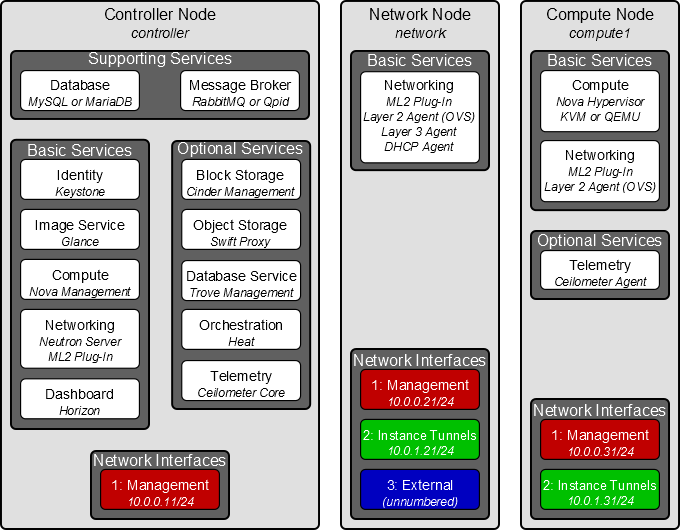 Controller Node
controller
Supporting Services
Database
MySQL or MariaDB
Message Broker
RabbitMQ or Qpid
Basic Services
Identity
Keystone
Image Service
Glance
Compute
Nova Management
Networking
Neutron Server
ML2 Plug-In
Dashboard
Horizon
Optional Services
Block Storage
Cinder Management
Object Storage
Swift Proxy
Database Service
Trove Management
Orchestration
Heat
Telemetry
Ceilometer Core
Network Interfaces
1: Management
10.0.0.11/24
Network Node
network
Basic Services
Networking
ML2 Plug-In
Layer 2 Agent (OVS)
Layer 3 Agent
DHCP Agent
Network Interfaces
1: Management
10.0.0.21/24
2: Instance Tunnels
10.0.1.21/24
3: External
(unnumbered)
Compute Node
compute1
Basic Services
Compute
Nova Hypervisor
KVM or QEMU
Networking
ML2 Plug-In
Layer 2 Agent (OVS)
Optional Services
Telemetry
Ceilometer Agent
Network Interfaces
1: Management
10.0.0.31/24
2: Instance Tunnels
10.0.1.31/24